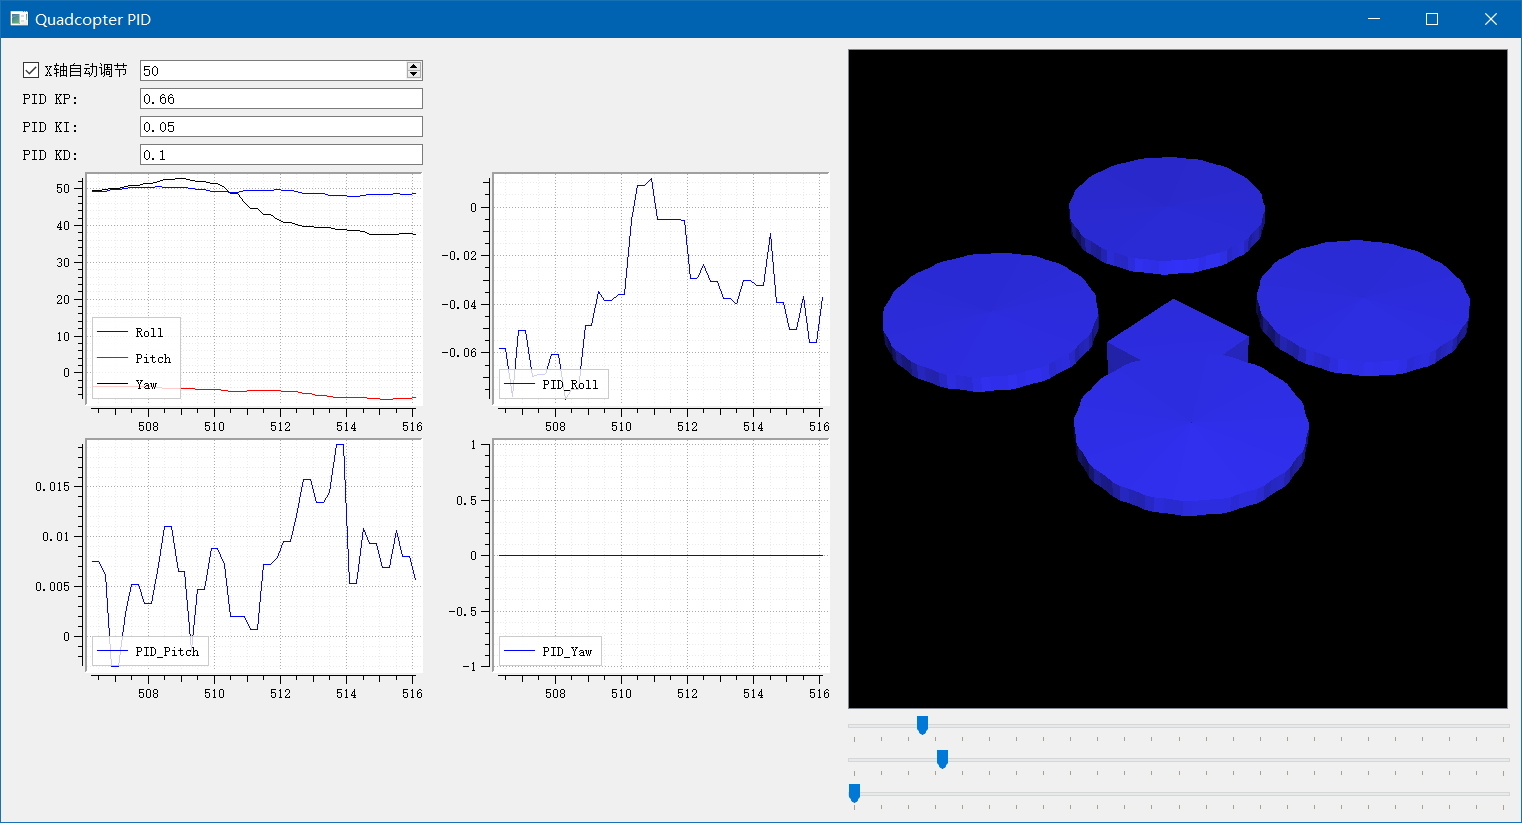 Quadcopter PID
X轴自动调节 50
PID KP: 0.66
PID KI: 0.05
PID KD: 0.1
50
40
30
20
10
0
Roll
Pitch
Yaw
508 510 512 514 516
0
-0.02
-0.04
-0.06
PID_Roll
508 510 512 514 516
0.015
0.01
0.005
0
PID_Pitch
508 510 512 514 516
1
0.5
0
-0.5
-1
PID_Yaw
508 510 512 514 516